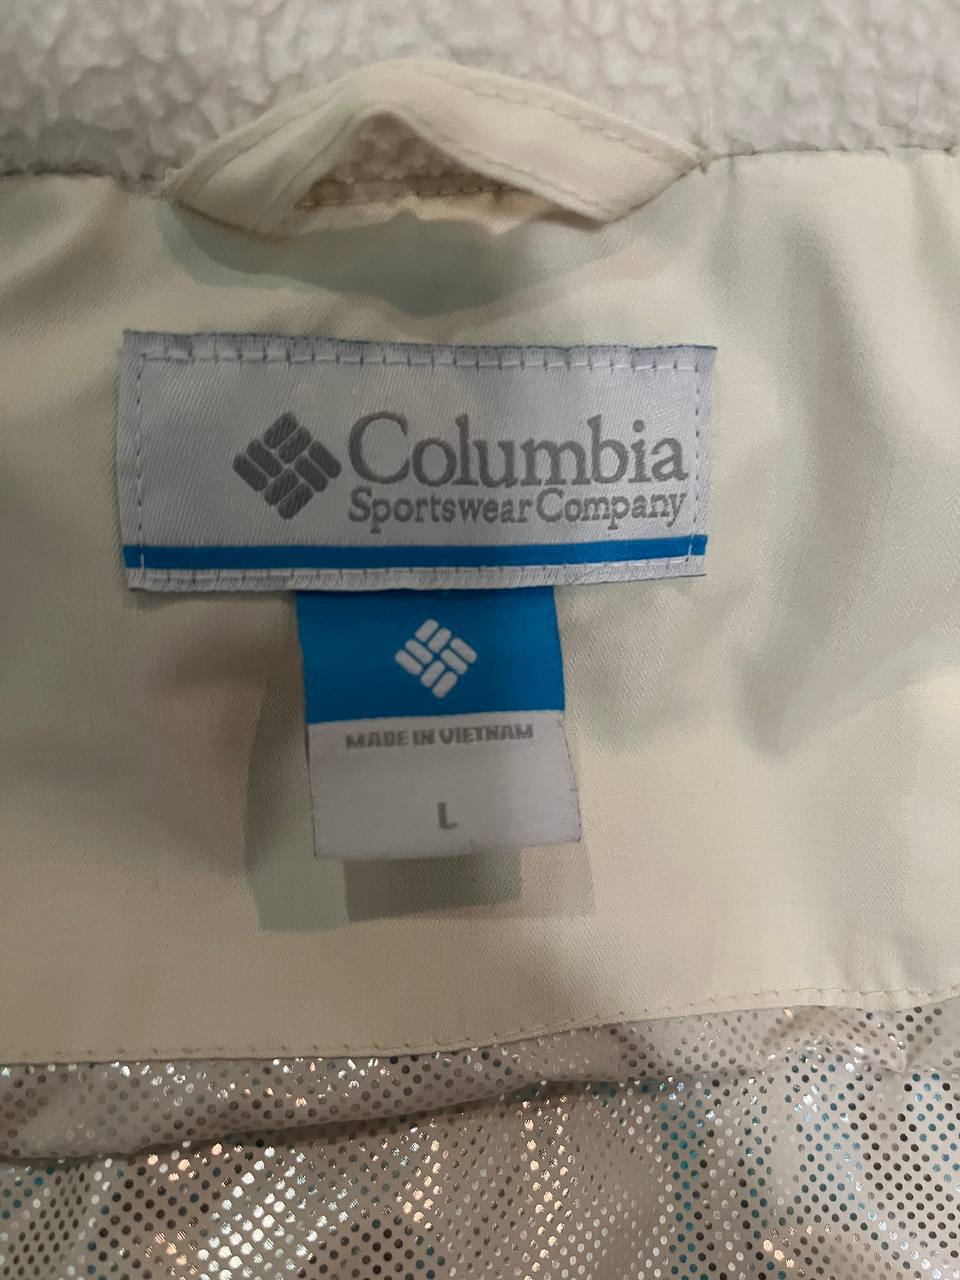 Columbia
Sportswear Company
MADE IN VIETNAM
L